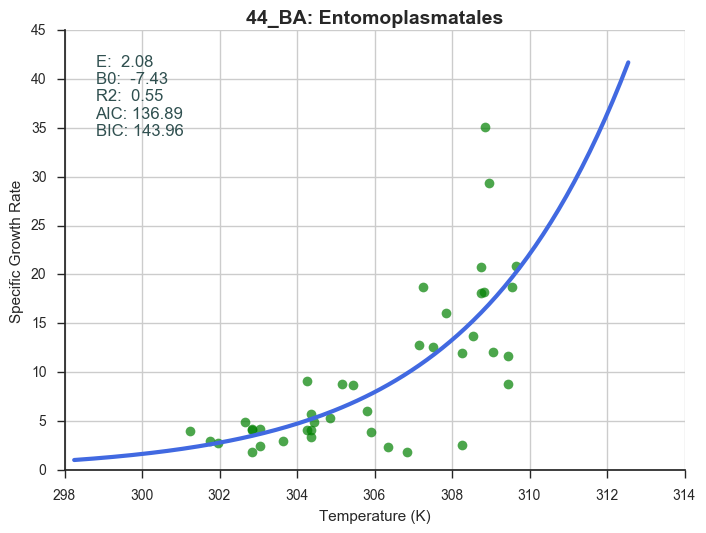 44_BA: Entomoplasmatales
E: 2.08
B0: -7.43
R2: 0.55
AIC: 136.89
BIC: 143.96
Specific Growth Rate
45
40
35
30
25
20
15
10
5
0
298 300 302 304 306 308 310 312 314
Temperature (K)